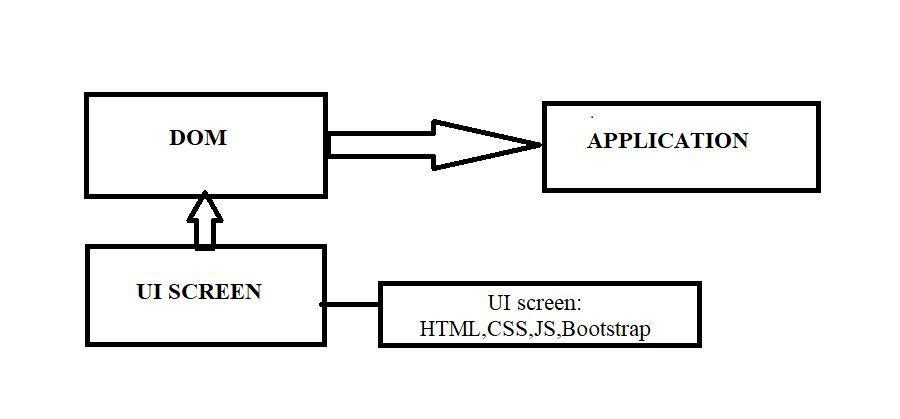 DOM
APPLICATION
UI SCREEN
UI screen:
HTML,CSS,JS,Bootstrap